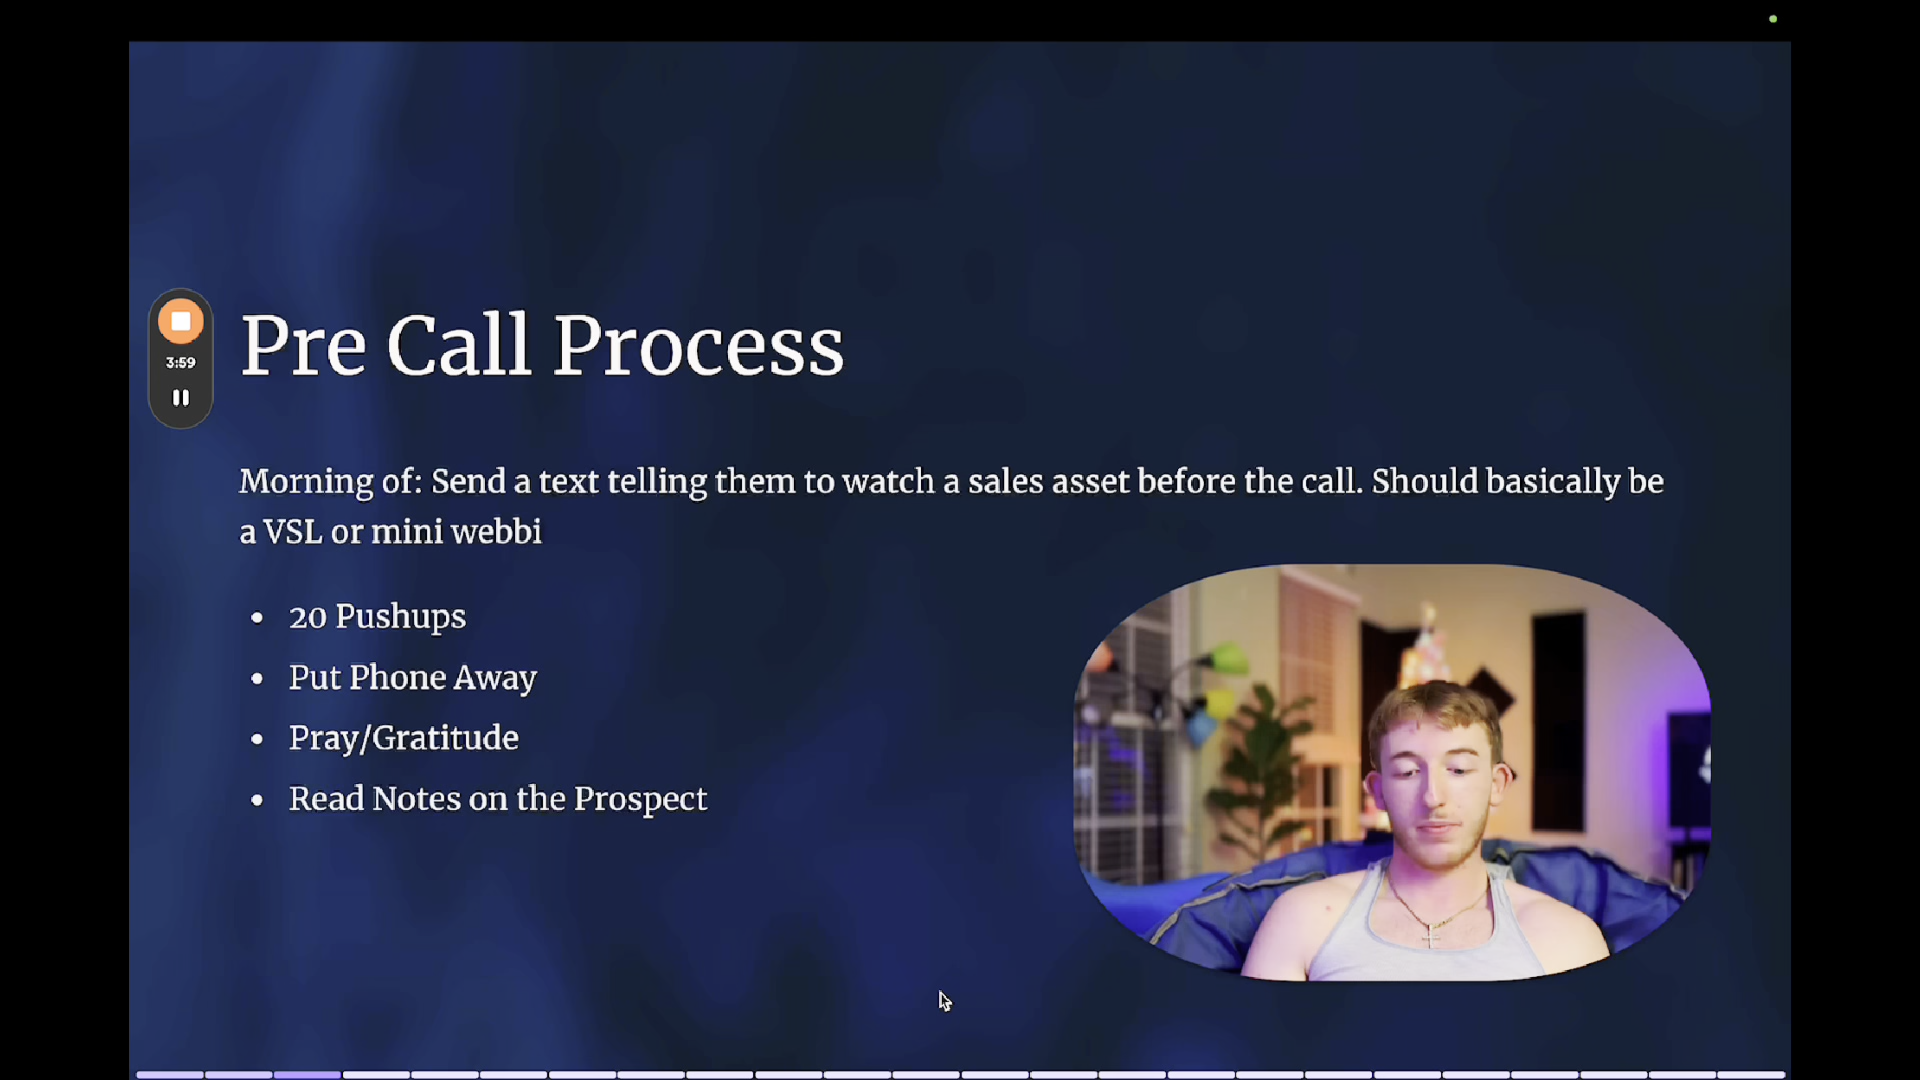 Pre Call Process
3:59
Morning of: Send a text telling them to watch a sales asset before the call. Should basically be
a VSL or mini webbi
• 20 Pushups
• Put Phone Away
• Pray/Gratitude
• Read Notes on the Prospect